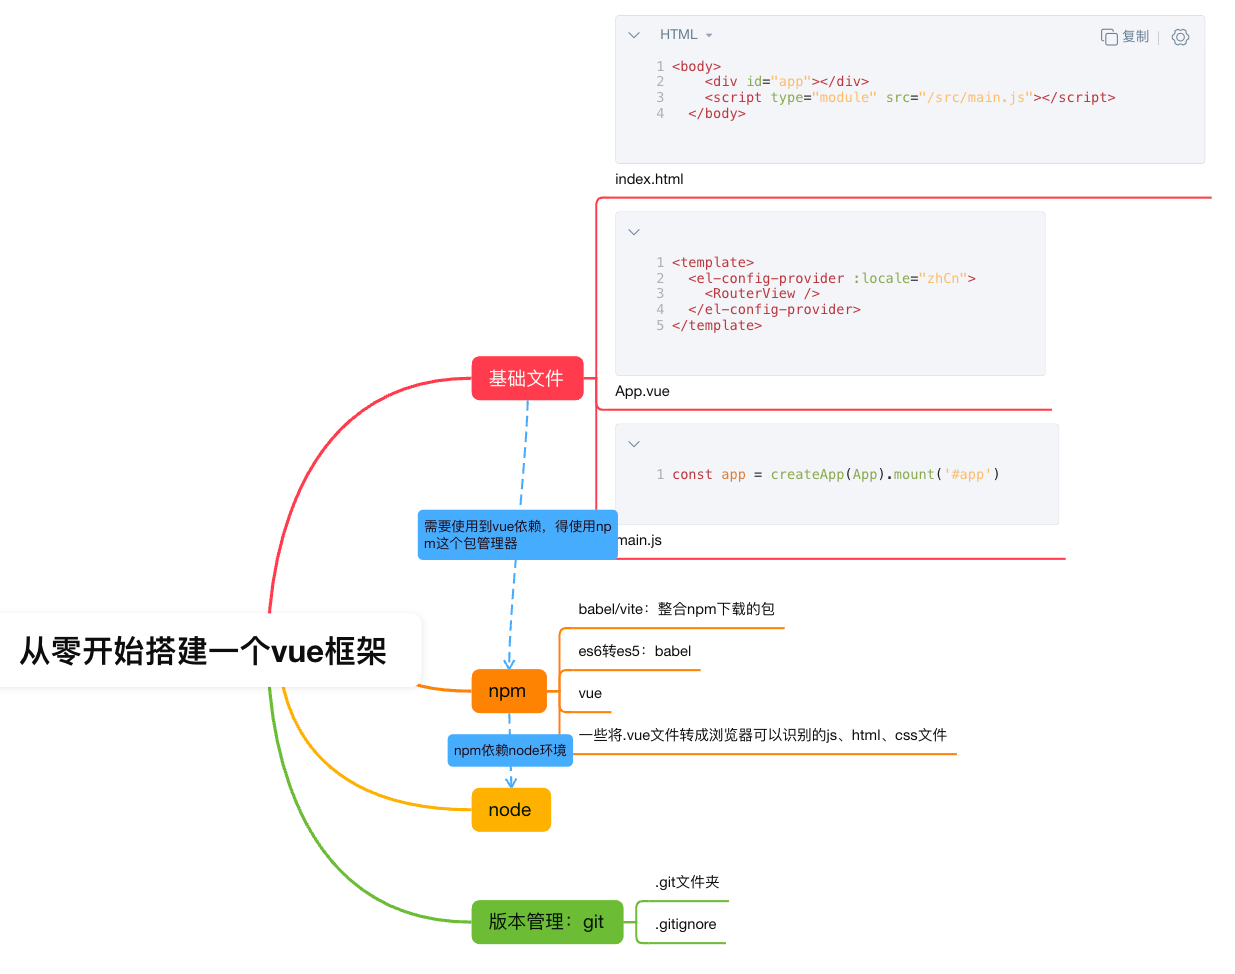 HTML
复制
1 <body>
2     <div id="app"></div>
3     <script type="module" src="/src/main.js"></script>
4   </body>
index.html
1 <template>
2   <el-config-provider :locale="zhCn">
3     <RouterView />
4   </el-config-provider>
5 </template>
App.vue
基础文件
1 const app = createApp(App).mount('#app')
main.js
需要使用到vue依赖，得使用np
m这个包管理器
从零开始搭建一个vue框架
npm
babel/vite：整合npm下载的包
es6转es5：babel
vue
一些将.vue文件转成浏览器可以识别的js、html、css文件
npm依赖node环境
node
版本管理：git
.git文件夹
.gitignore